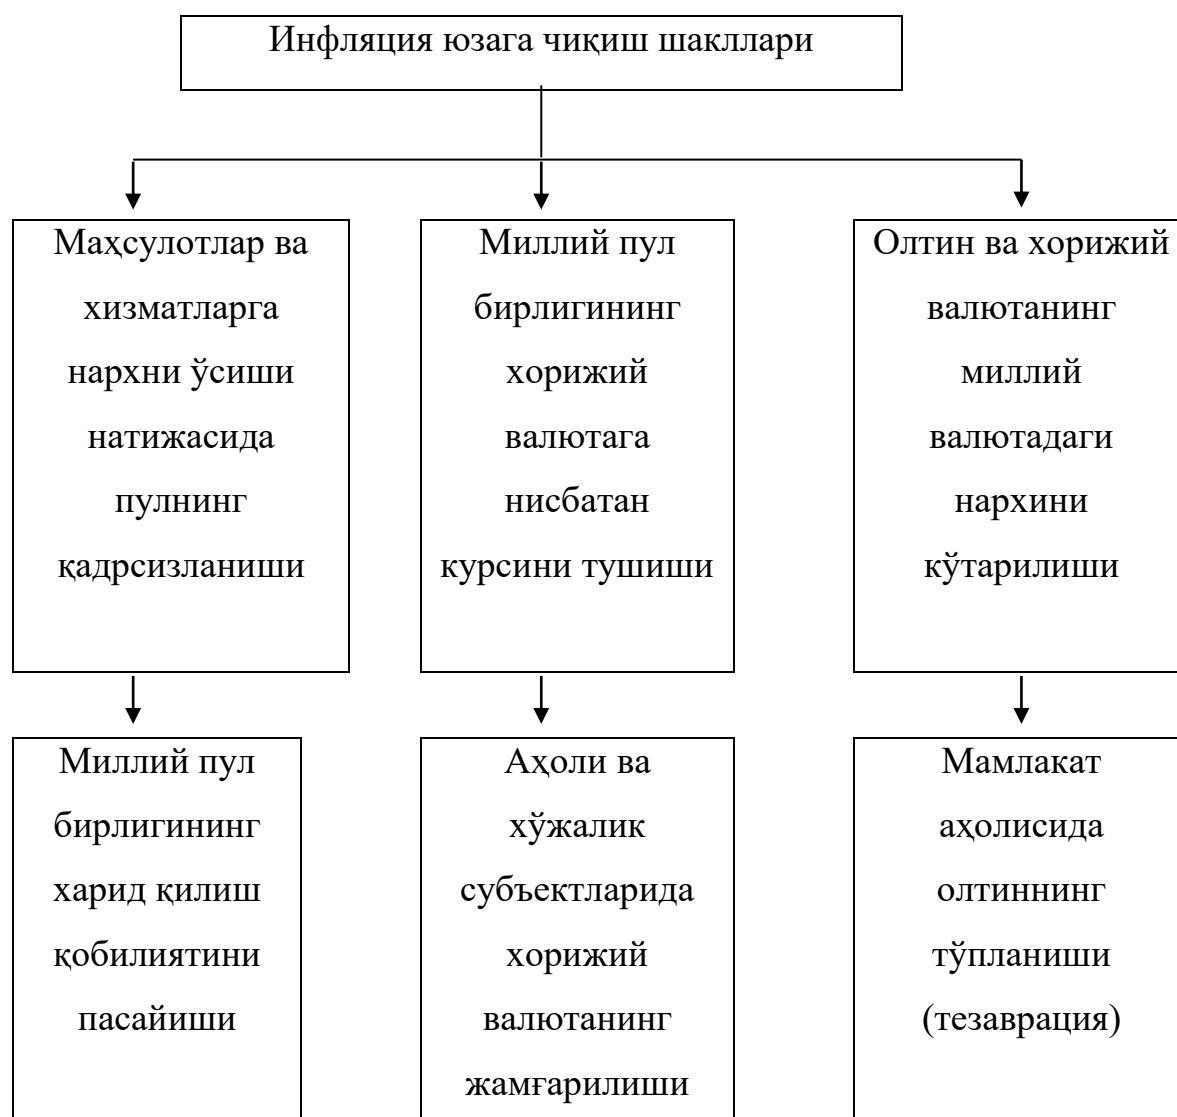 Инфляция юзага чиқиш шакллари
Маҳсулотлар ва
хизматларга
нархни ўсиши
натижасида
пулнинг
қадрсизланиши
Миллий пул
бирлигининг
хорижий
валютага
нисбатан
курсини тушиши
Олтин ва хорижий
валютанинг
миллий
валютадаги
нархини
кўтарилиши
Миллий пул
бирлигининг
харид қилиш
қобилиятини
пасайиши
Аҳоли ва
хўжалик
субъектларида
хорижий
валютанинг
жамғарилиши
Мамлакат
аҳолисида
олтиннинг
тўпланиши
(тезаврация)